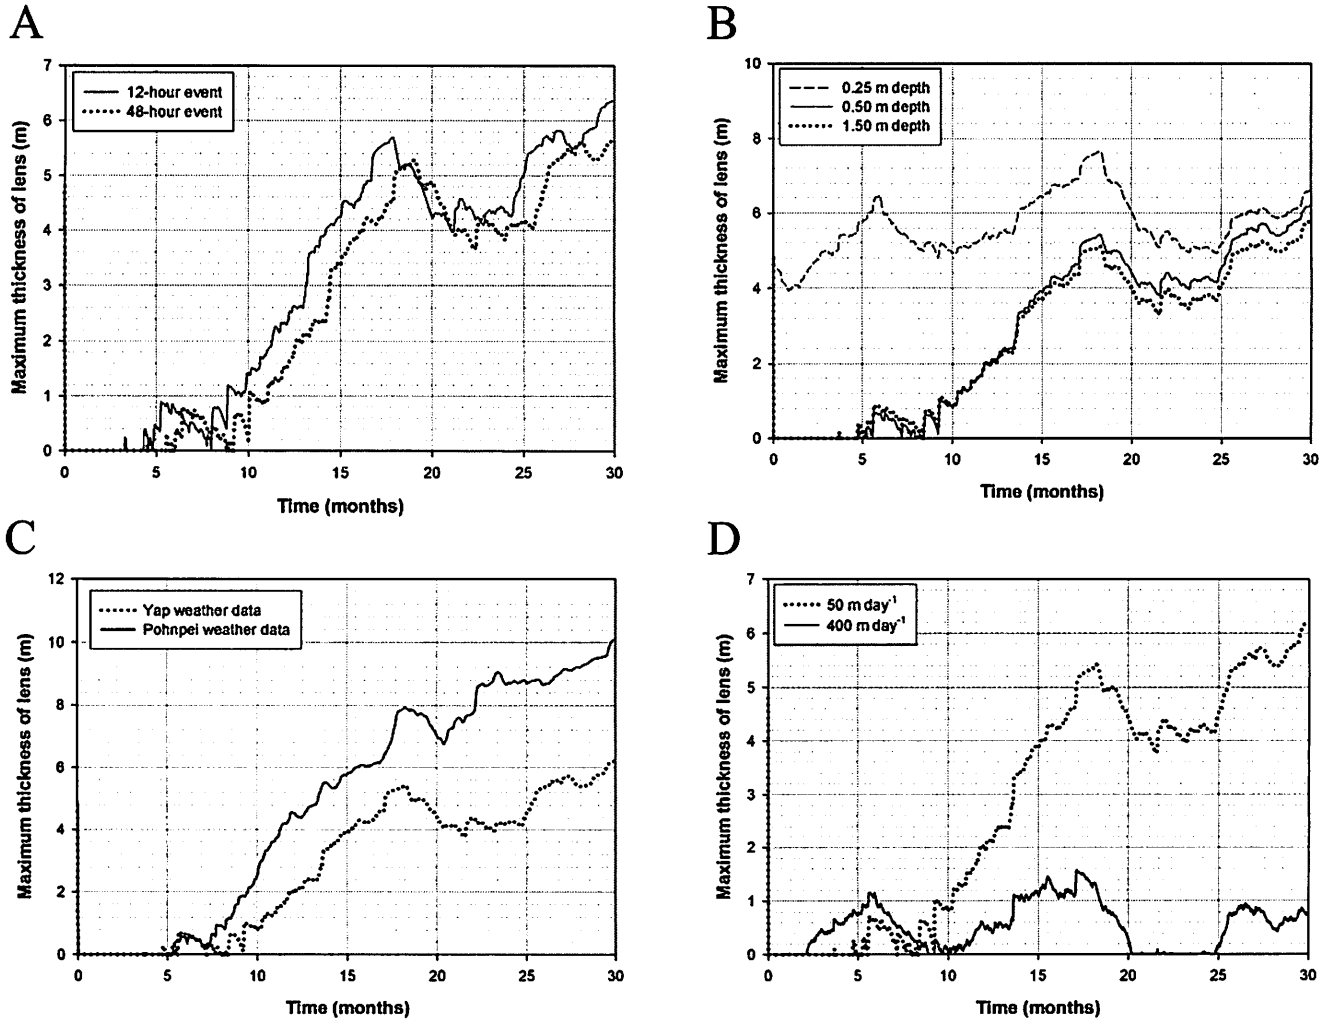 A
7
6
5
4
3
2
1
0
Maximum thickness of lens (m)
12-hour event
48-hour event
0 5 10 15 20 25 30
Time (months)
B
10
8
6
4
2
0
Maximum thickness of lens (m)
0.25 m depth
0.50 m depth
1.50 m depth
0 5 10 15 20 25 30
Time (months)
C
12
10
8
6
4
2
0
Maximum thickness of lens (m)
Yap weather data
Pohnpei weather data
0 5 10 15 20 25 30
Time (months)
D
7
6
5
4
3
2
1
0
Maximum thickness of lens (m)
50 m day⁻¹
400 m day⁻¹
0 5 10 15 20 25 30
Time (months)